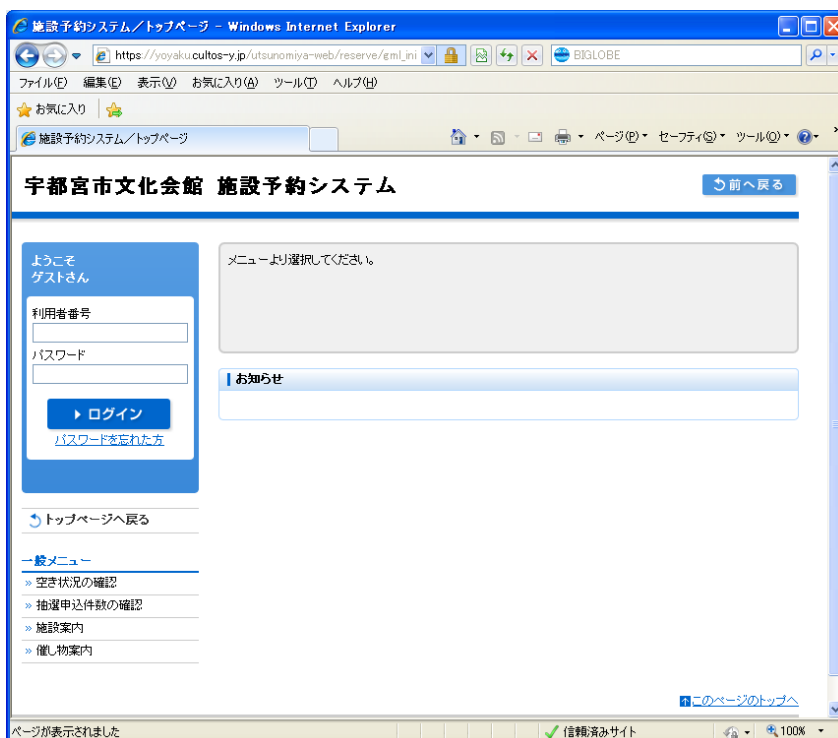 施設予約システム／トップページ - Windows Internet Explorer
https://yoyaku.cultos-y.jp/utsunomiya-web/reserve/gml_ini
BIGLOBE
ファイル(F) 編集(E) 表示(V) お気に入り(A) ツール(T) ヘルプ(H)
お気に入り
施設予約システム／トップページ
ページ(P) セーフティ(S) ツール(O)
宇都宮市文化会館 施設予約システム
前へ戻る
ようこそ
ゲストさん
メニューより選択してください。
利用者番号
パスワード
お知らせ
ログイン
パスワードを忘れた方
トップページへ戻る
一般メニュー
» 空き状況の確認
» 抽選申込件数の確認
» 施設案内
» 催し物案内
このページのトップへ
ページが表示されました
信頼済みサイト
100%